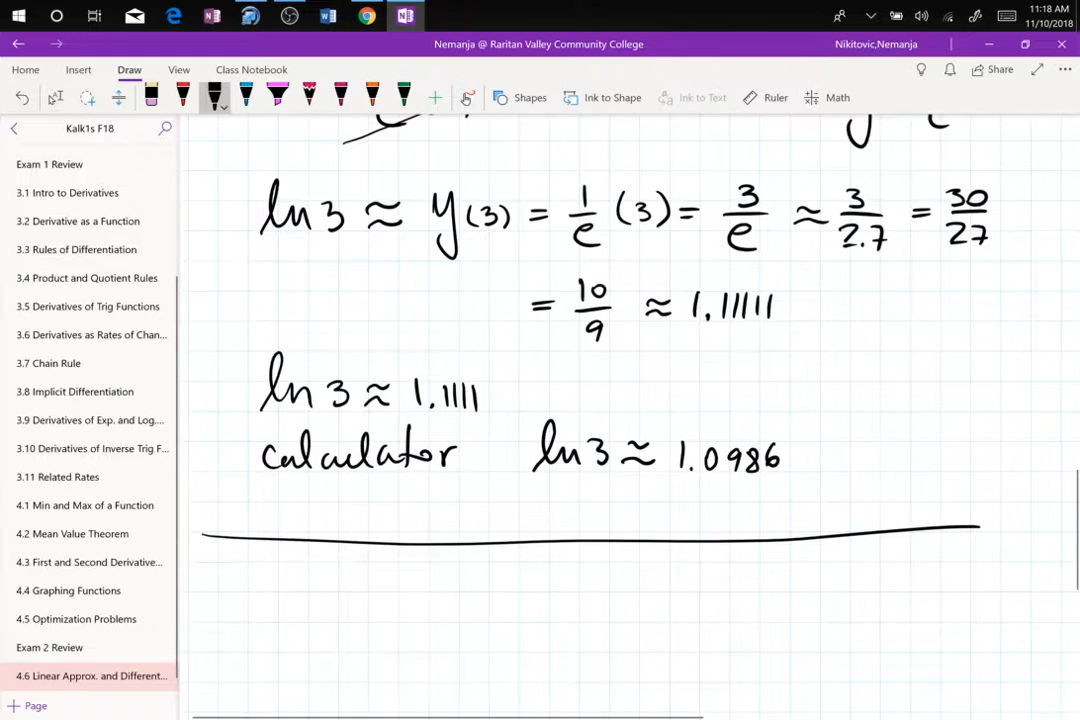 11:18 AM
11/10/2018
Nemanja @ Raritan Valley Community College
Nikitovic,Nemanja
Home Insert Draw View Class Notebook
Share
Shapes Ink to Shape Ink to Text Ruler Math
Kalk1s F18
Exam 1 Review
3.1 Intro to Derivatives
3.2 Derivative as a Function
3.3 Rules of Differentiation
3.4 Product and Quotient Rules
3.5 Derivatives of Trig Functions
3.6 Derivatives as Rates of Chan...
3.7 Chain Rule
3.8 Implicit Differentiation
3.9 Derivatives of Exp. and Log....
3.10 Derivatives of Inverse Trig F...
3.11 Related Rates
4.1 Min and Max of a Function
4.2 Mean Value Theorem
4.3 First and Second Derivative...
4.4 Graphing Functions
4.5 Optimization Problems
Exam 2 Review
4.6 Linear Approx. and Different...
Page
ln 3 ≈ y(3) = 1/e (3) = 3/e ≈ 3/2.7 = 30/27
= 10/9 ≈ 1.11111
ln 3 ≈ 1.1111
calculator ln 3 ≈ 1.0986